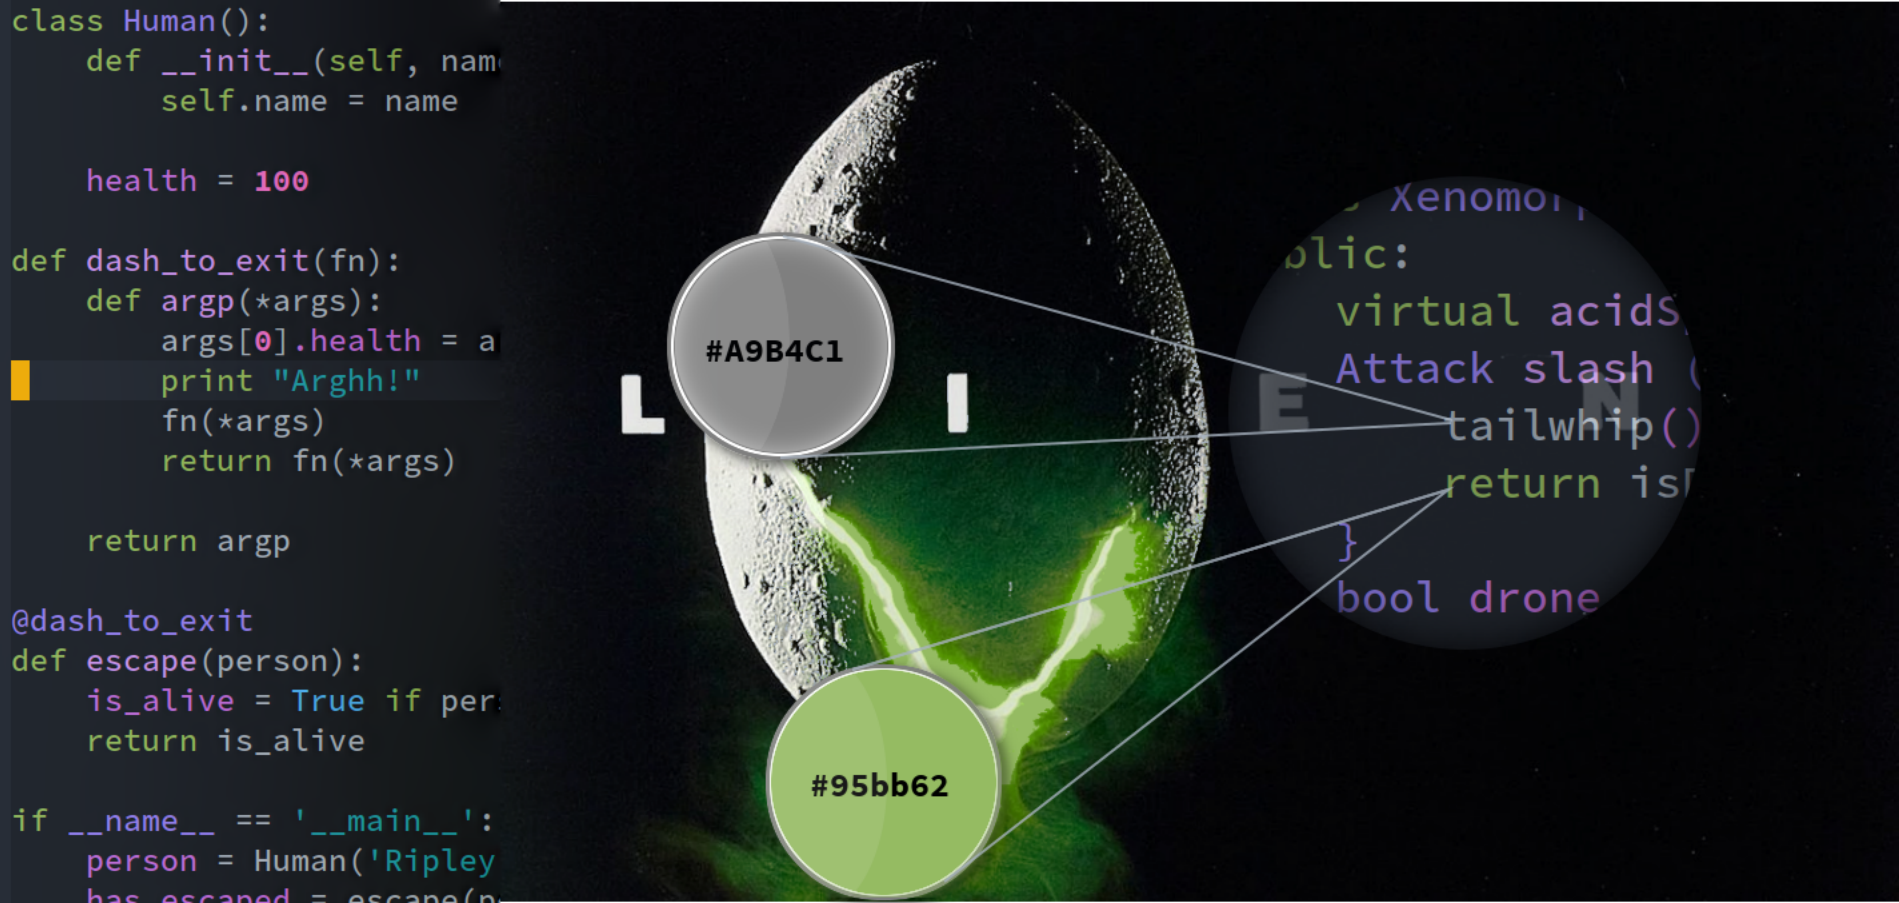 class Human():
def __init__(self, name
self.name = name
health = 100
def dash_to_exit(fn):
def argp(*args):
args[0].health = a
print "Arghh!"
fn(*args)
return fn(*args)
return argp
@dash_to_exit
def escape(person):
is_alive = True if per
return is_alive
if __name__ == '__main__':
person = Human('Ripley
has_escaped = escape(p
L I E N
#A9B4C1
#95bb62
Xenomor
blic:
virtual acidS
Attack slash (
tailwhip()
return is
}
bool drone